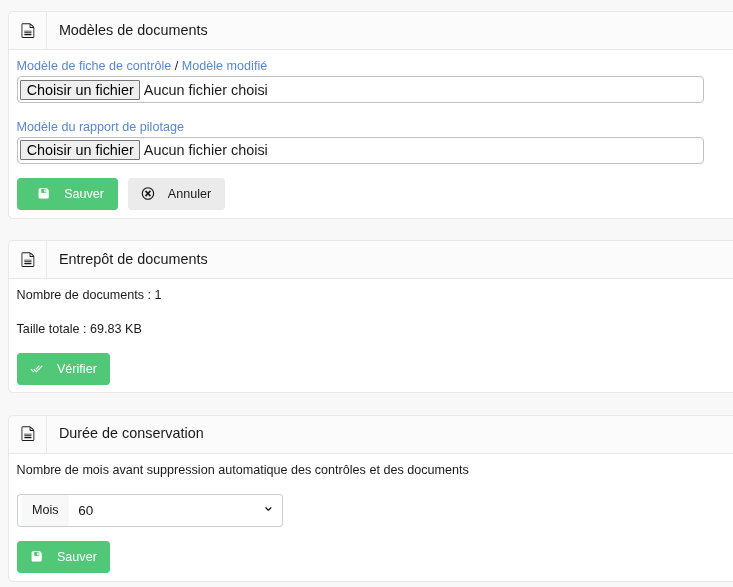 Modèles de documents
Modèle de fiche de contrôle / Modèle modifié
Choisir un fichier Aucun fichier choisi
Modèle du rapport de pilotage
Choisir un fichier Aucun fichier choisi
Sauver Annuler
Entrepôt de documents
Nombre de documents : 1
Taille totale : 69.83 KB
Vérifier
Durée de conservation
Nombre de mois avant suppression automatique des contrôles et des documents
Mois 60
Sauver